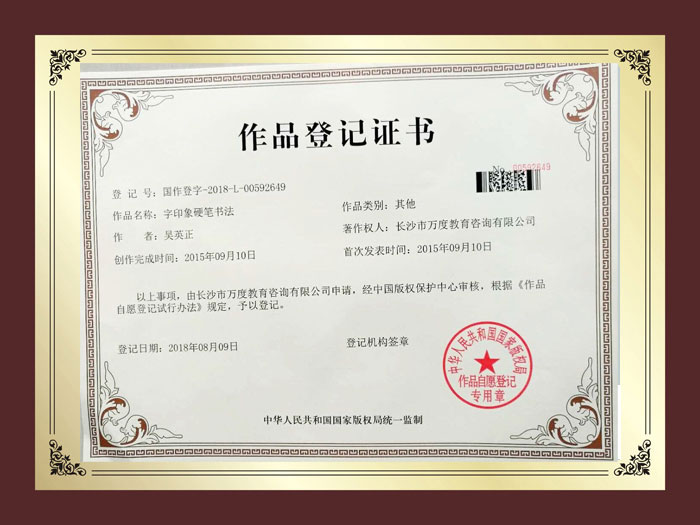 作品登记证书
No 00592649
登 记 号：国作登字-2018-L-00592649
作品名称：字印象硬笔书法
作品类别：其他
作 者：吴英正
著作权人：长沙市万度教育咨询有限公司
创作完成时间：2015年09月10日
首次发表时间：2015年09月10日
以上事项，由长沙市万度教育咨询有限公司申请，经中国版权保护中心审核，根据《作品
自愿登记试行办法》规定，予以登记。
登记日期：2018年08月09日
登记机构签章
中华人民共和国国家版权局
作品自愿登记
专用章
中华人民共和国国家版权局统一监制